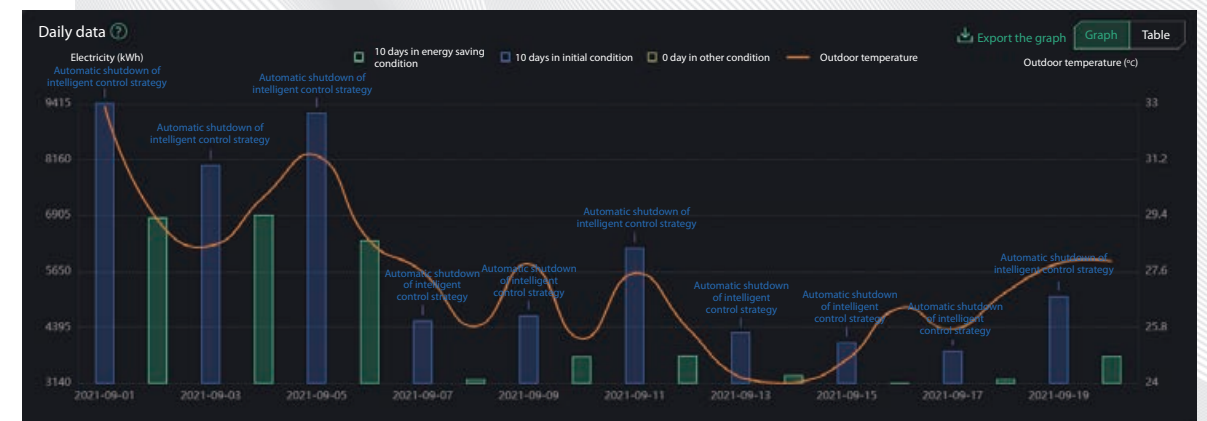 Daily data ?
Export the graph
Graph
Table
Electricity (kWh)
10 days in energy saving
condition
10 days in initial condition
0 day in other condition
Outdoor temperature
Outdoor temperature (ºc)
Automatic shutdown of
intelligent control strategy
Automatic shutdown of
intelligent control strategy
Automatic shutdown of
intelligent control strategy
Automatic shutdown of
intelligent control strategy
Automatic shutdown
of intelligent
control strategy
Automatic shutdown
of intelligent
control strategy
Automatic shutdown of
intelligent control strategy
Automatic shutdown
of intelligent
control strategy
Automatic shutdown
of intelligent
control strategy
Automatic shutdown
of intelligent
control strategy
9415
8160
6905
5650
4395
3140
33
31.2
29.4
27.6
25.8
24
2021-09-01
2021-09-03
2021-09-05
2021-09-07
2021-09-09
2021-09-11
2021-09-13
2021-09-15
2021-09-17
2021-09-19